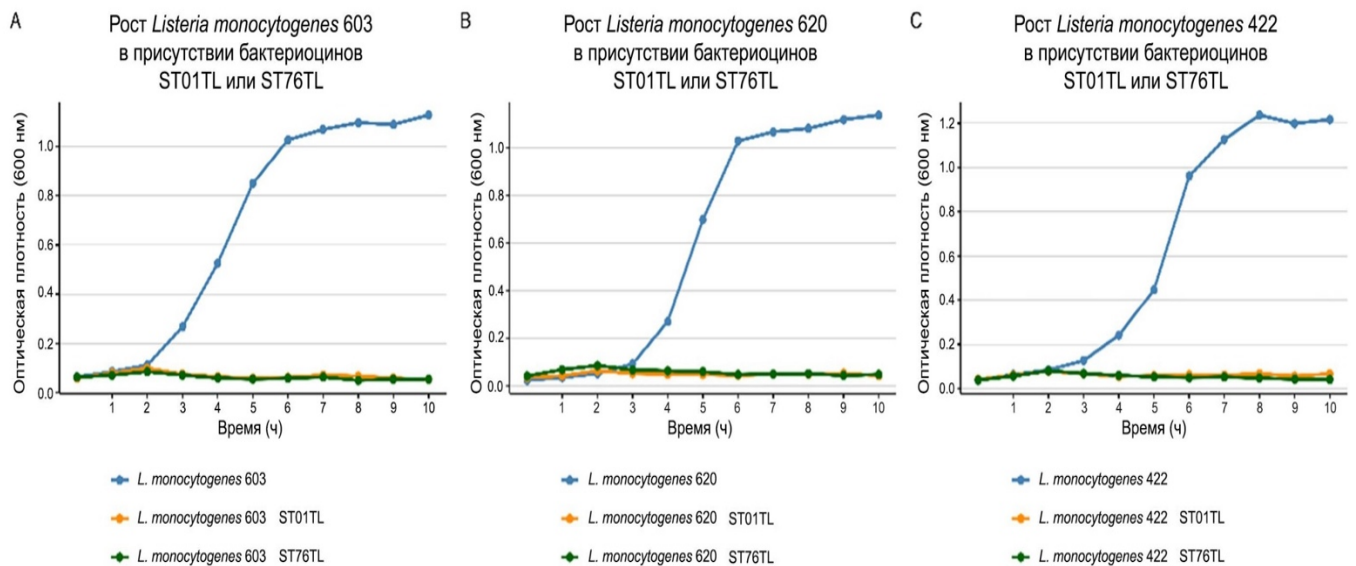 A
Рост Listeria monocytogenes 603
в присутствии бактериоцинов
ST01TL или ST76TL
Оптическая плотность (600 нм)
1.0
0.8
0.6
0.4
0.2
0.0
1 2 3 4 5 6 7 8 9 10
Время (ч)
L. monocytogenes 603
L. monocytogenes 603 ST01TL
L. monocytogenes 603 ST76TL
B
Рост Listeria monocytogenes 620
в присутствии бактериоцинов
ST01TL или ST76TL
Оптическая плотность (600 нм)
1.0
0.8
0.6
0.4
0.2
0.0
1 2 3 4 5 6 7 8 9 10
Время (ч)
L. monocytogenes 620
L. monocytogenes 620 ST01TL
L. monocytogenes 620 ST76TL
C
Рост Listeria monocytogenes 422
в присутствии бактериоцинов
ST01TL или ST76TL
Оптическая плотность (600 нм)
1.2
1.0
0.8
0.6
0.4
0.2
0.0
1 2 3 4 5 6 7 8 9 10
Время (ч)
L. monocytogenes 422
L. monocytogenes 422 ST01TL
L. monocytogenes 422 ST76TL